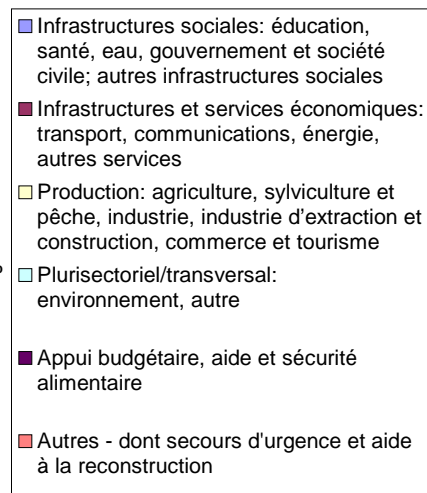 Infrastructures sociales: éducation,
santé, eau, gouvernement et société
civile; autres infrastructures sociales
Infrastructures et services économiques:
transport, communications, énergie,
autres services
Production: agriculture, sylviculture et
pêche, industrie, industrie d'extraction et
construction, commerce et tourisme
Plurisectoriel/transversal:
environnement, autre
Appui budgétaire, aide et sécurité
alimentaire
Autres - dont secours d'urgence et aide
à la reconstruction